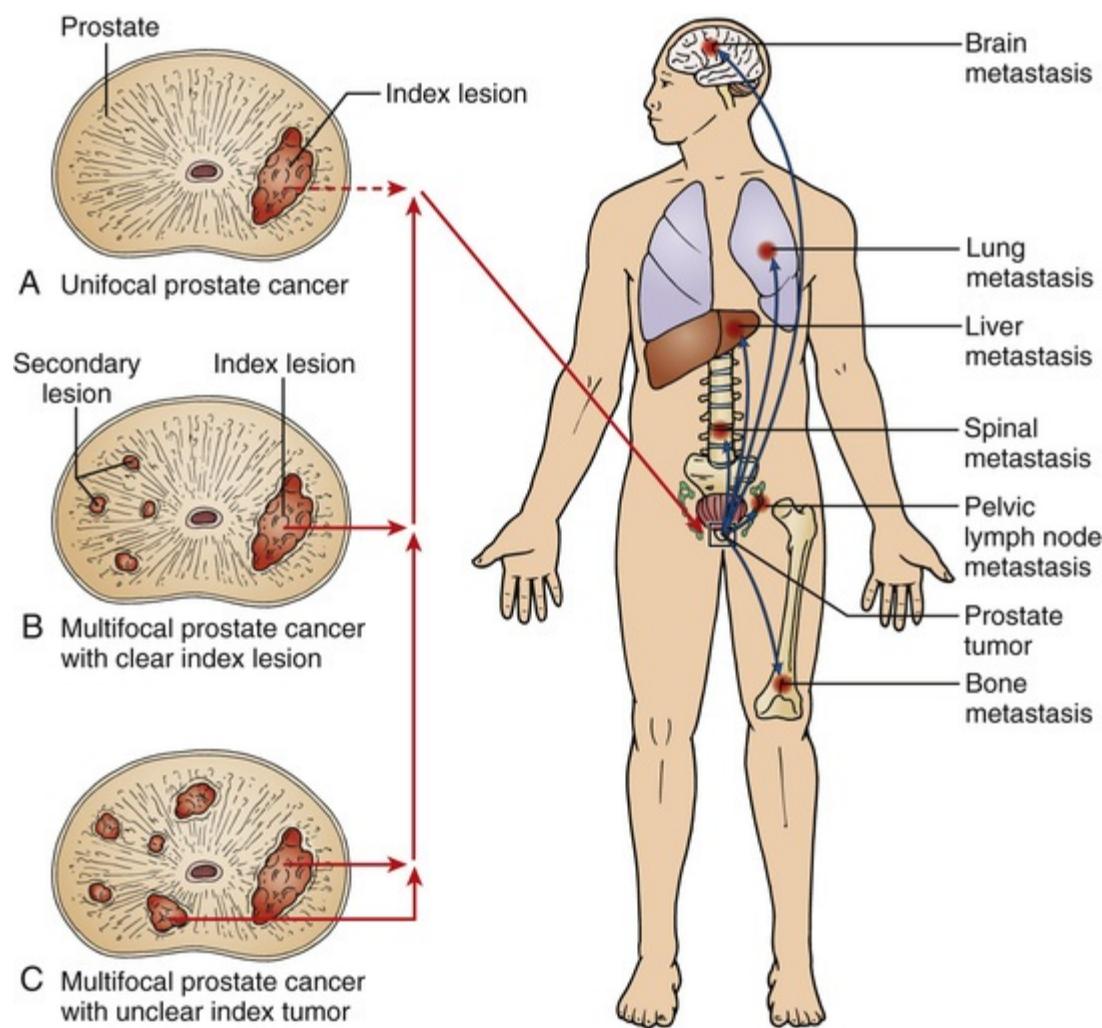 Prostate
Index lesion
A Unifocal prostate cancer
Secondary
lesion
Index lesion
B Multifocal prostate cancer
with clear index lesion
C Multifocal prostate cancer
with unclear index tumor
Brain
metastasis
Lung
metastasis
Liver
metastasis
Spinal
metastasis
Pelvic
lymph node
metastasis
Prostate
tumor
Bone
metastasis